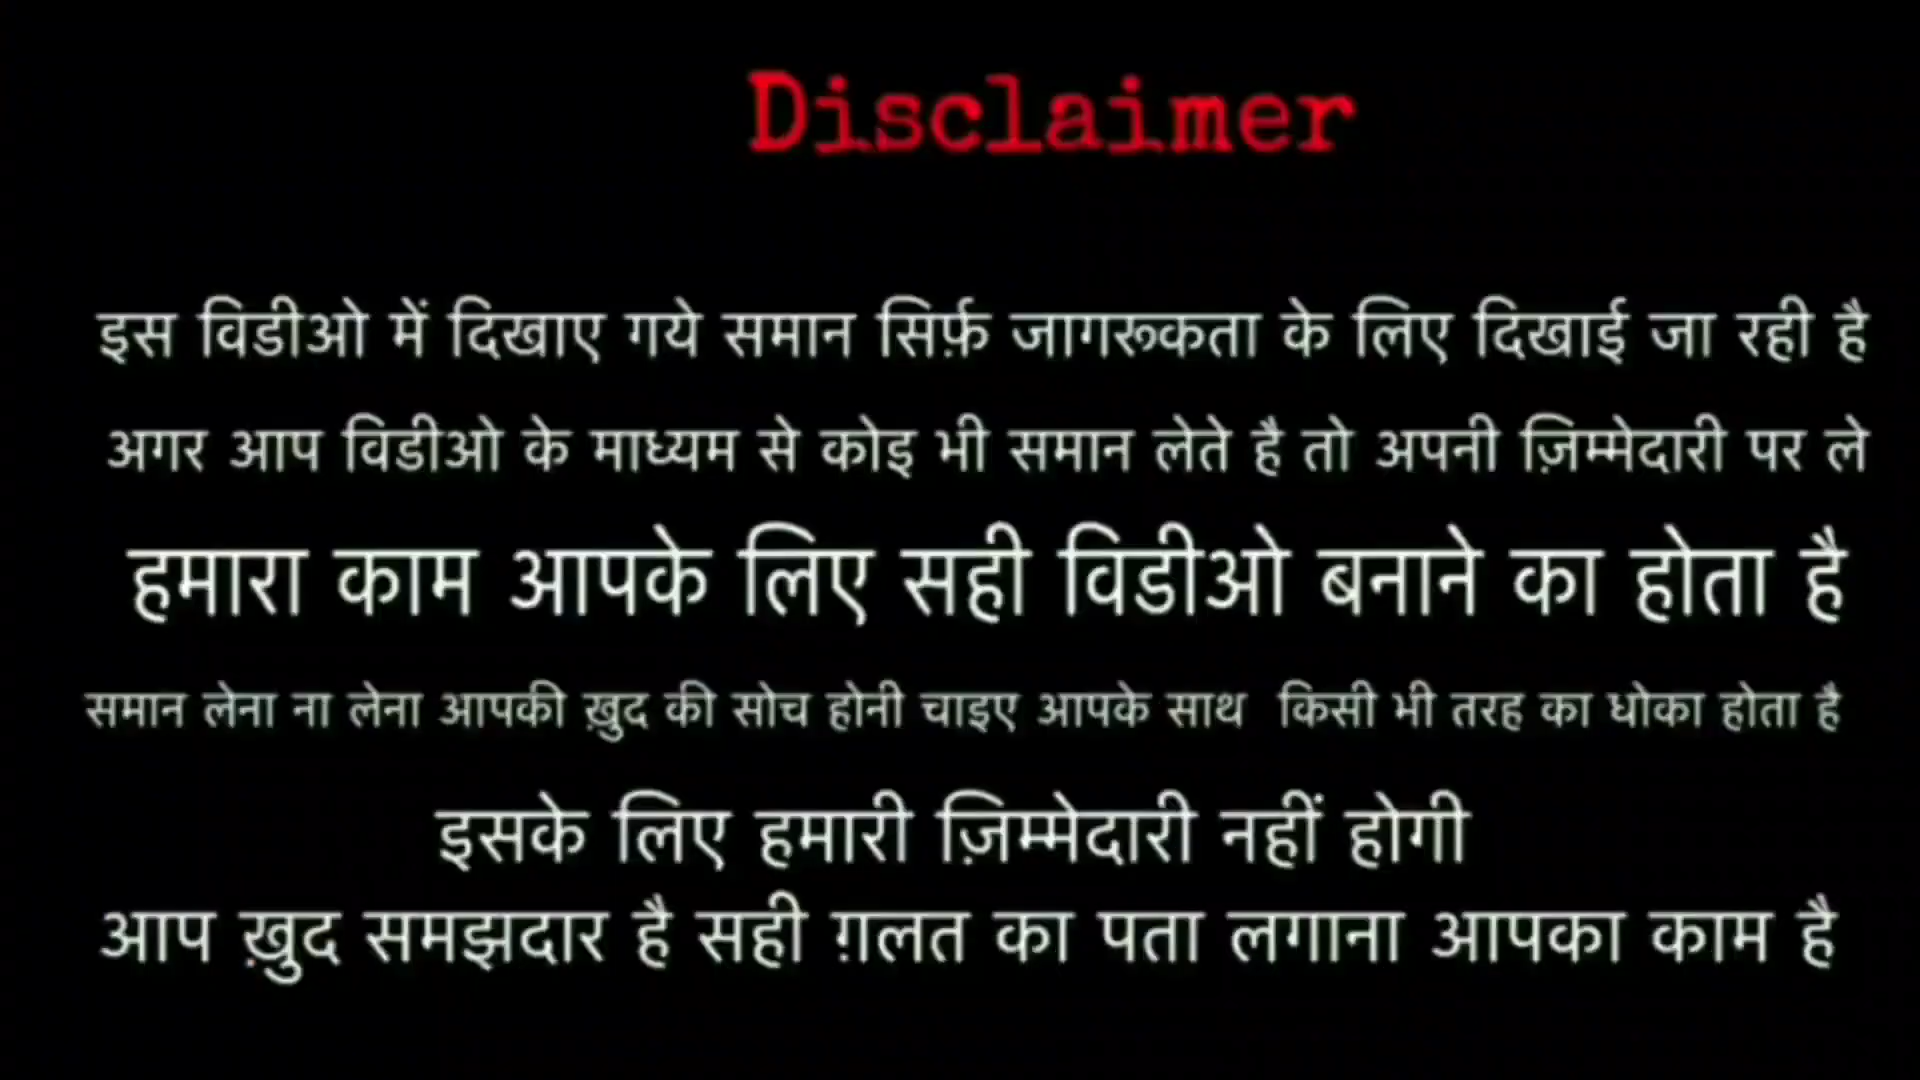 Disclaimer
इस विडीओ में दिखाए गये समान सिर्फ़ जागरूकता के लिए दिखाई जा रही है
अगर आप विडीओ के माध्यम से कोइ भी समान लेते है तो अपनी ज़िम्मेदारी पर ले
हमारा काम आपके लिए सही विडीओ बनाने का होता है
समान लेना ना लेना आपकी ख़ुद की सोच होनी चाइए आपके साथ किसी भी तरह का धोका होता है
इसके लिए हमारी ज़िम्मेदारी नहीं होगी
आप ख़ुद समझदार है सही ग़लत का पता लगाना आपका काम है